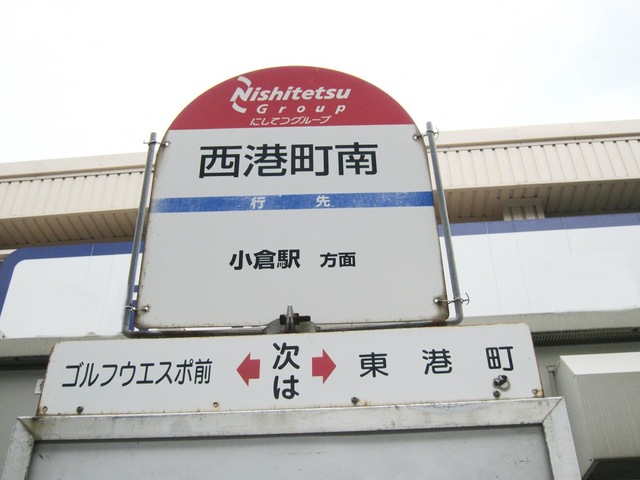 Nishitetsu
Group
にしてつグループ
西港町南
行先
小倉駅 方面
ゴルフウエスポ前 次は 東港町